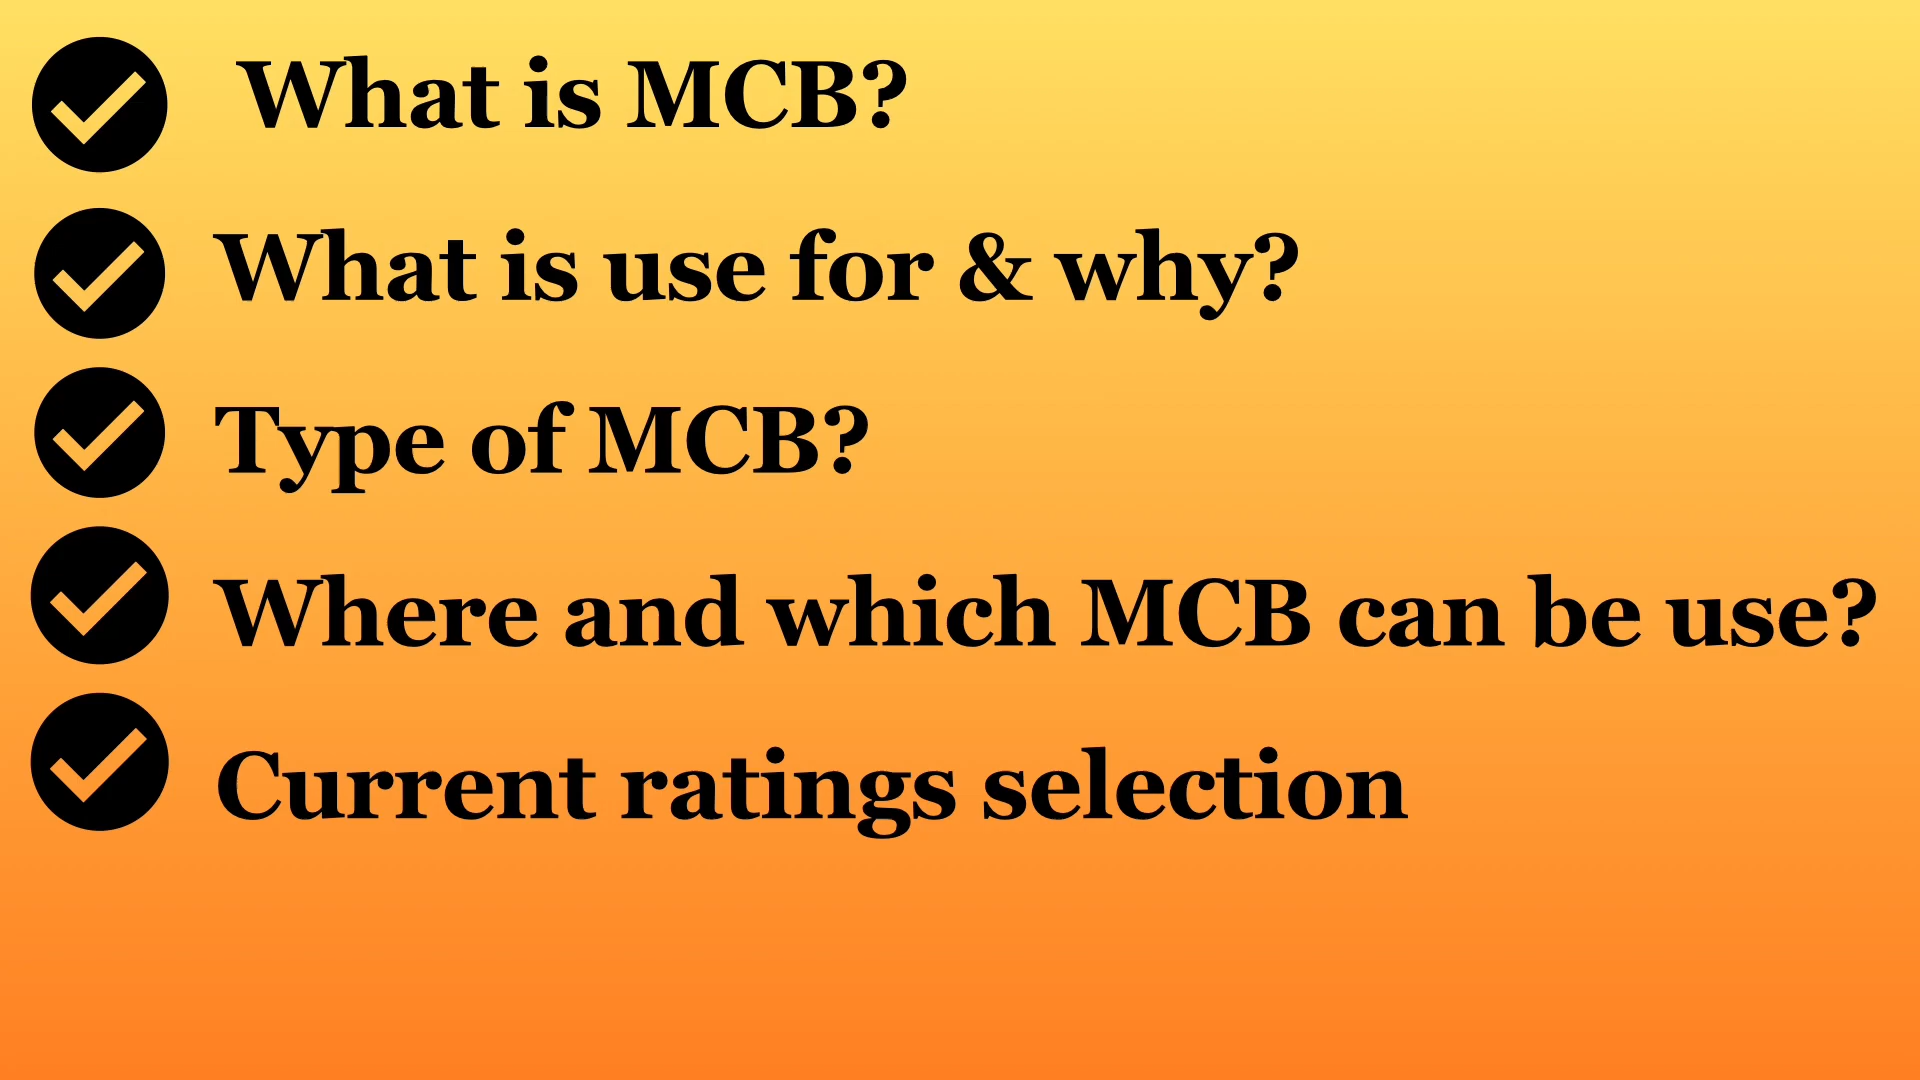 What is MCB?
What is use for & why?
Type of MCB?
Where and which MCB can be use?
Current ratings selection